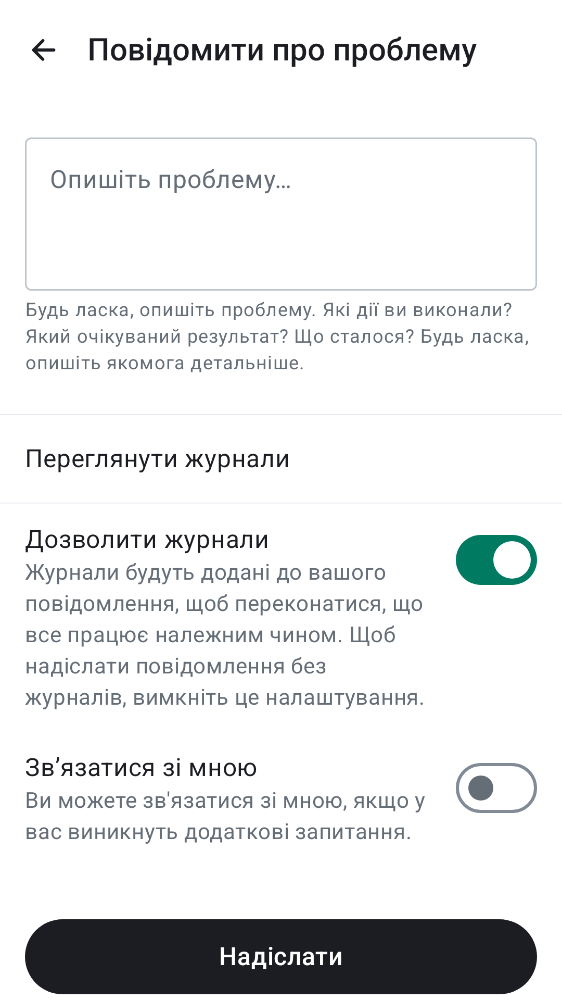 Повідомити про проблему
Опишіть проблему…
Будь ласка, опишіть проблему. Які дії ви виконали?
Який очікуваний результат? Що сталося? Будь ласка,
опишіть якомога детальніше.
Переглянути журнали
Дозволити журнали
Журнали будуть додані до вашого
повідомлення, щоб переконатися, що
все працює належним чином. Щоб
надіслати повідомлення без
журналів, вимкніть це налаштування.
Зв’язатися зі мною
Ви можете зв'язатися зі мною, якщо у
вас виникнуть додаткові запитання.
Надіслати